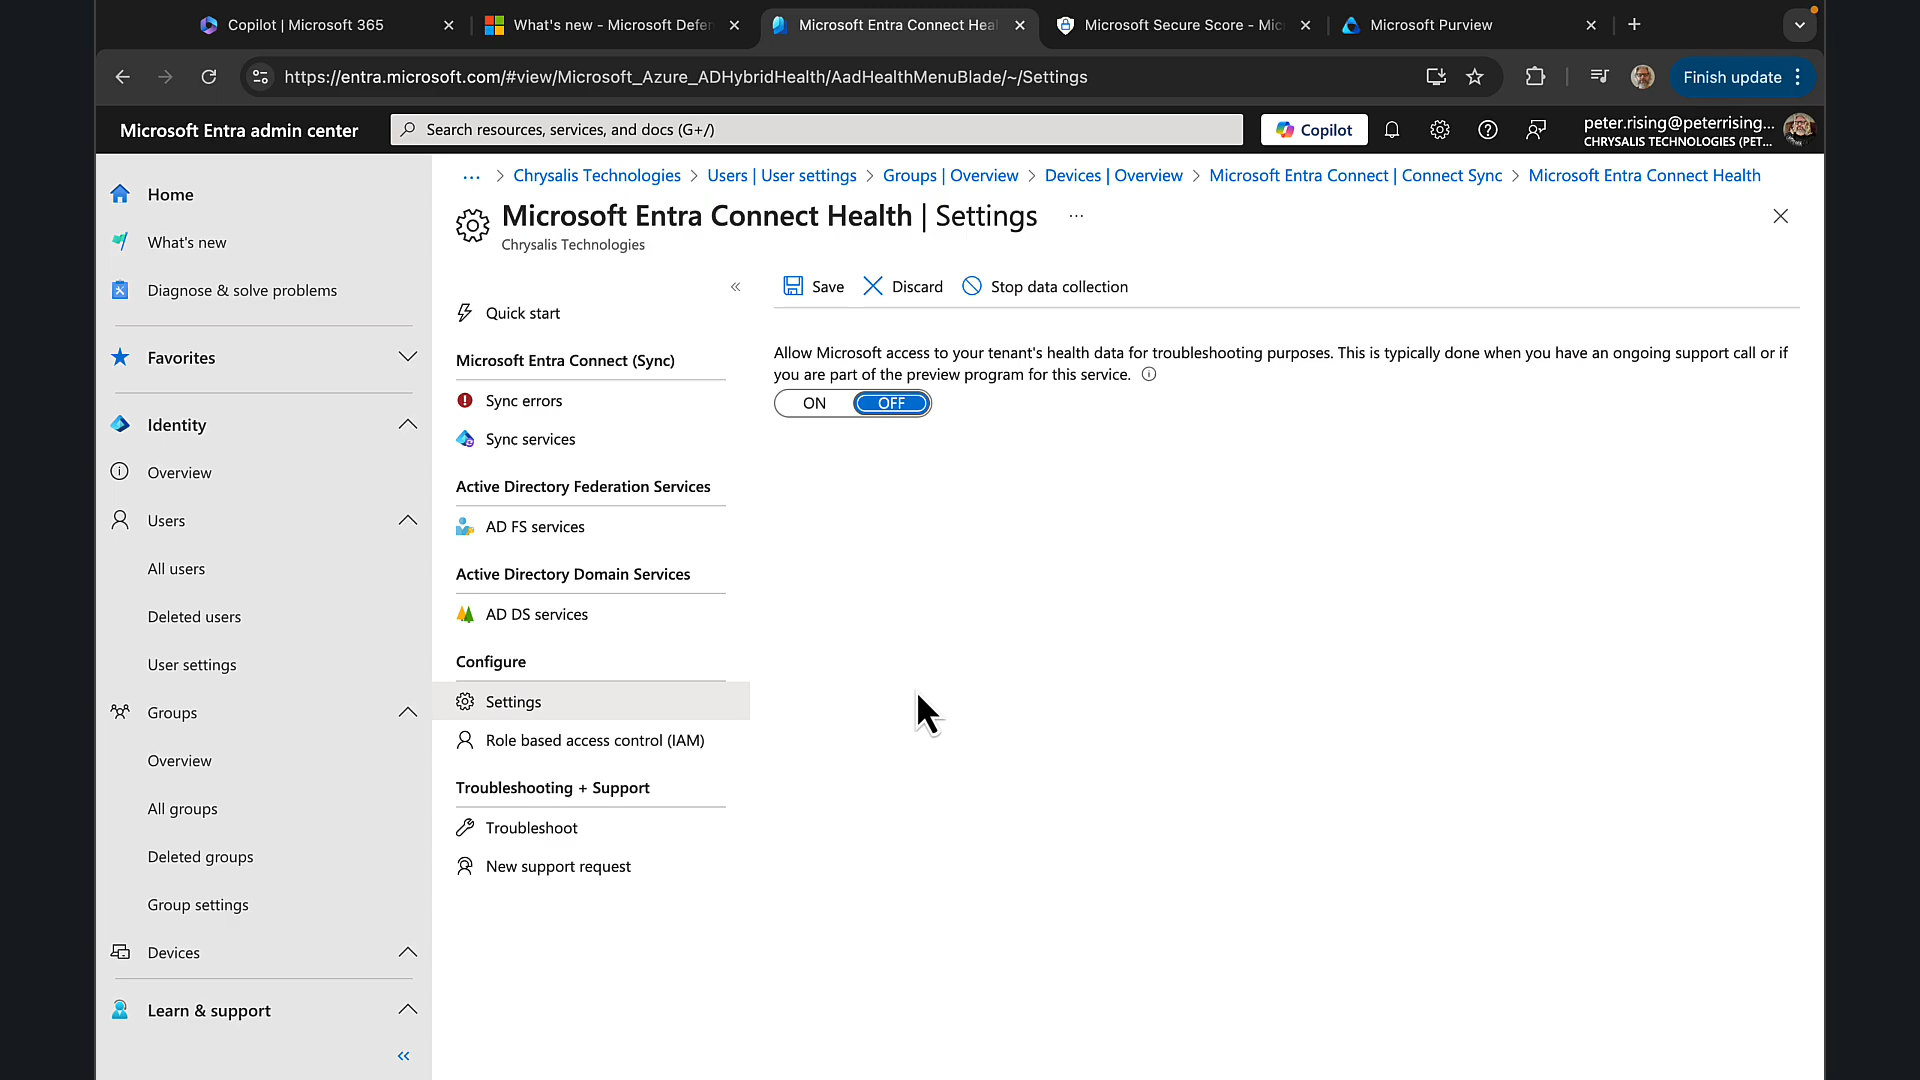 Copilot | Microsoft 365
What's new - Microsoft Defen
Microsoft Entra Connect Heal
Microsoft Secure Score - Mic
Microsoft Purview
https://entra.microsoft.com/#view/Microsoft_Azure_ADHybridHealth/AadHealthMenuBlade/~/Settings
Finish update
Microsoft Entra admin center
Search resources, services, and docs (G+/)
Copilot
peter.rising@peterrising...
CHRYSALIS TECHNOLOGIES (PET...
Home
What's new
Diagnose & solve problems
Favorites
Identity
Overview
Users
All users
Deleted users
User settings
Groups
Overview
All groups
Deleted groups
Group settings
Devices
Learn & support
... > Chrysalis Technologies > Users | User settings > Groups | Overview > Devices | Overview > Microsoft Entra Connect | Connect Sync > Microsoft Entra Connect Health
Microsoft Entra Connect Health | Settings ...
Chrysalis Technologies
Quick start
Microsoft Entra Connect (Sync)
Sync errors
Sync services
Active Directory Federation Services
AD FS services
Active Directory Domain Services
AD DS services
Configure
Settings
Role based access control (IAM)
Troubleshooting + Support
Troubleshoot
New support request
Save
Discard
Stop data collection
Allow Microsoft access to your tenant's health data for troubleshooting purposes. This is typically done when you have an ongoing support call or if
you are part of the preview program for this service.
ON
OFF